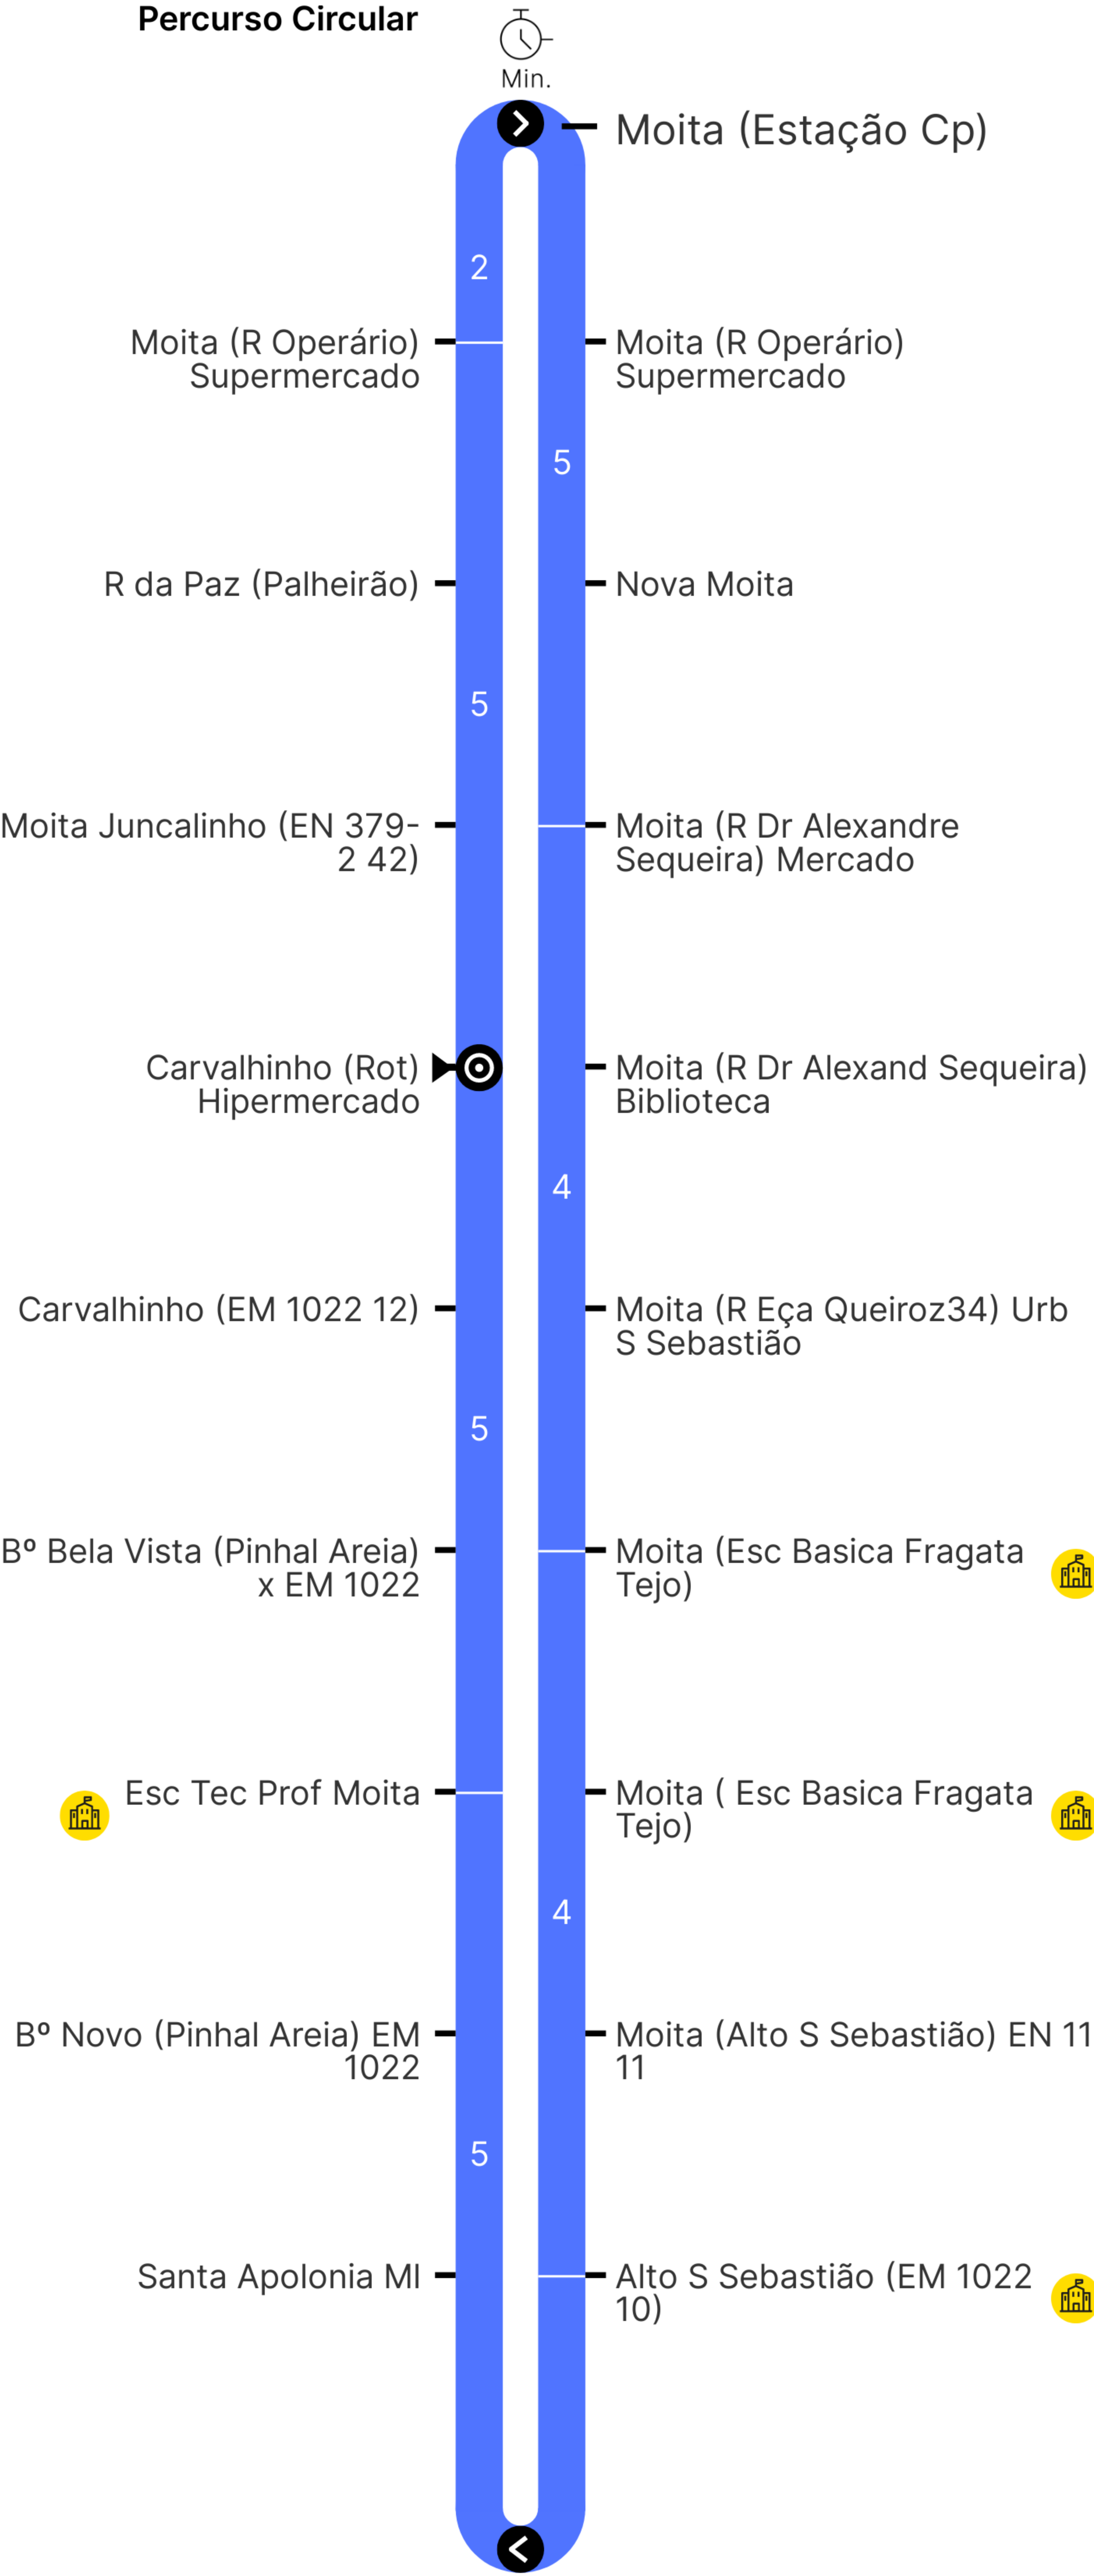 Percurso Circular
Min.
Moita (Estação Cp)
2
Moita (R Operário)
Supermercado
Moita (R Operário)
Supermercado
5
R da Paz (Palheirão)
Nova Moita
5
Moita Juncalinho (EN 379-
2 42)
Moita (R Dr Alexandre
Sequeira) Mercado
Carvalhinho (Rot)
Hipermercado
Moita (R Dr Alexand Sequeira)
Biblioteca
4
Carvalhinho (EM 1022 12)
Moita (R Eça Queiroz34) Urb
S Sebastião
5
Bº Bela Vista (Pinhal Areia)
x EM 1022
Moita (Esc Basica Fragata
Tejo)
Esc Tec Prof Moita
Moita ( Esc Basica Fragata
Tejo)
4
Bº Novo (Pinhal Areia) EM
1022
Moita (Alto S Sebastião) EN 11
11
5
Santa Apolonia MI
Alto S Sebastião (EM 1022
10)